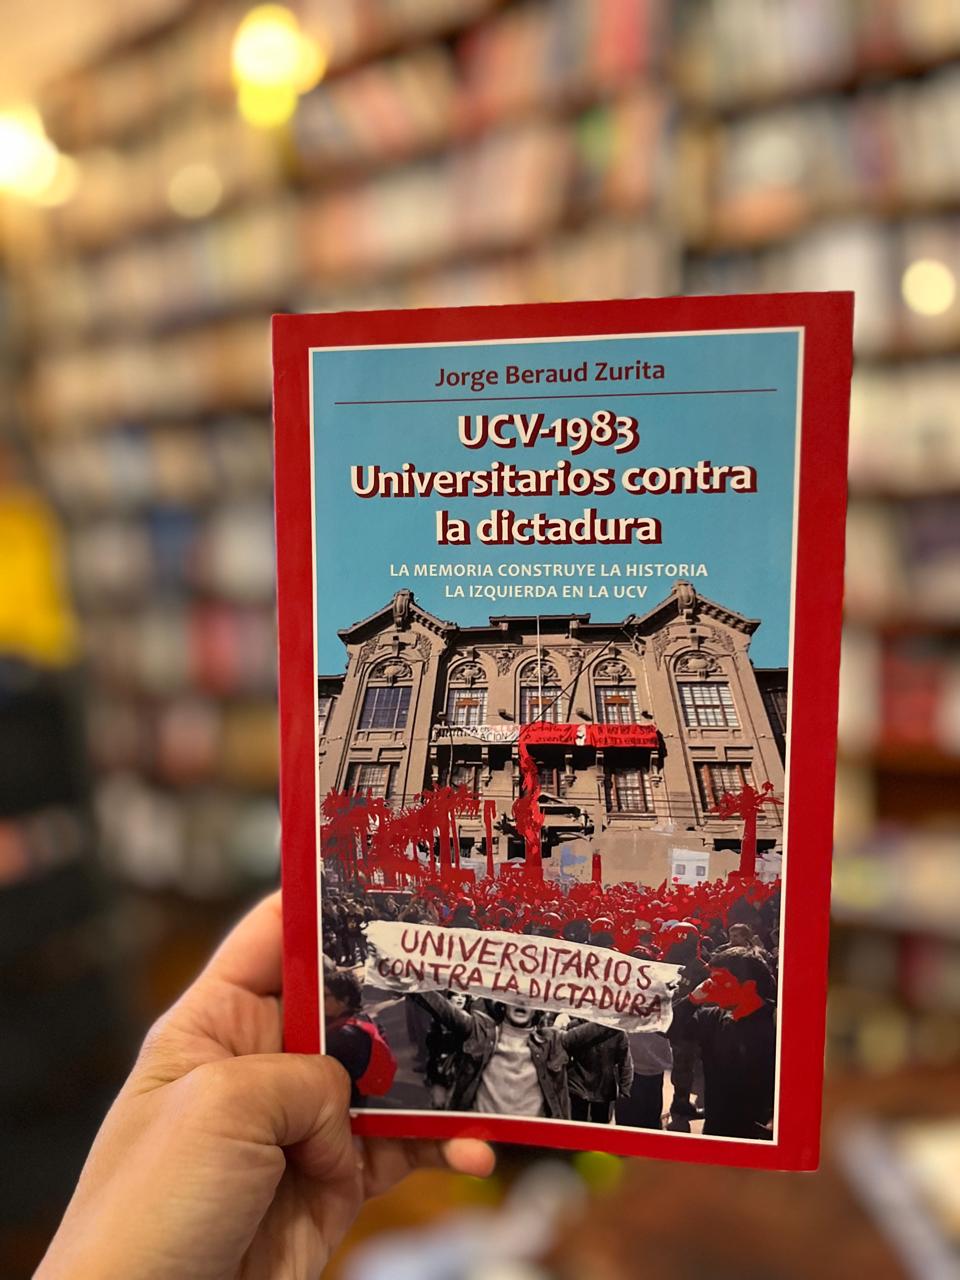 Jorge Beraud Zurita
UCV-1983
Universitarios contra
la dictadura
LA MEMORIA CONSTRUYE LA HISTORIA
LA IZQUIERDA EN LA UCV
UNIVERSITARIOS
CONTRA LA DICTADURA